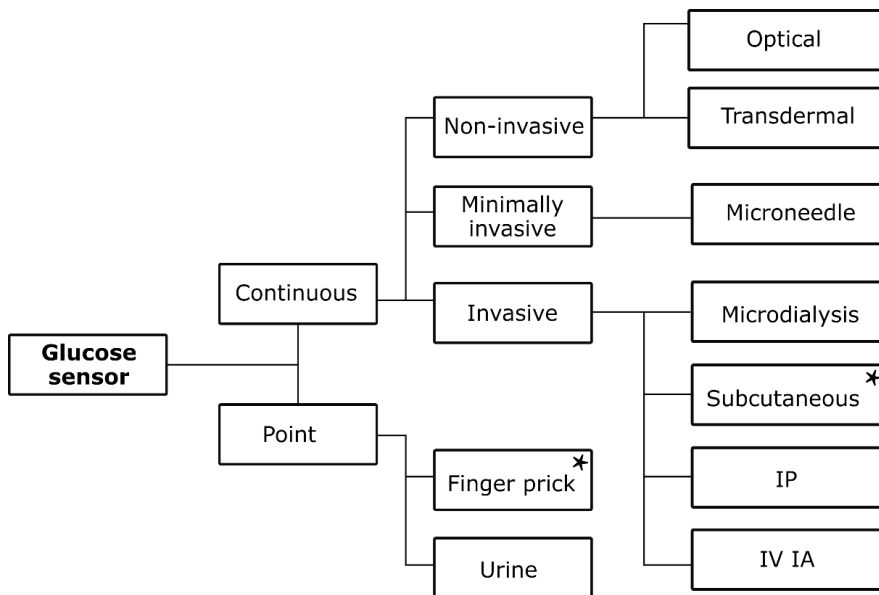 Optical
Non-invasive
Transdermal
Minimally
invasive
Microneedle
Continuous
Invasive
Microdialysis
Glucose
sensor
Subcutaneous *
Point
Finger prick *
IP
Urine
IV IA